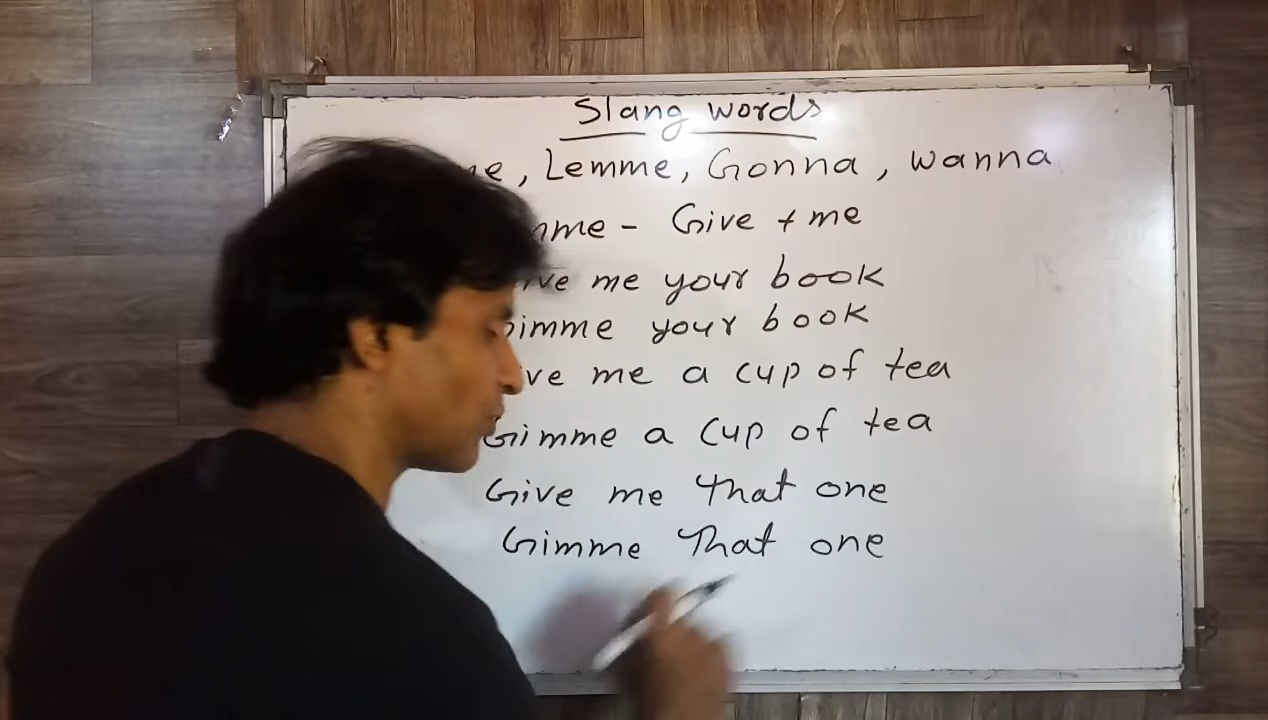 Slang words
, Lemme, Gonna, wanna
- Give + me
me your book
Gimme your book
me a cup of tea
Gimme a cup of tea
Give me that one
Gimme That one